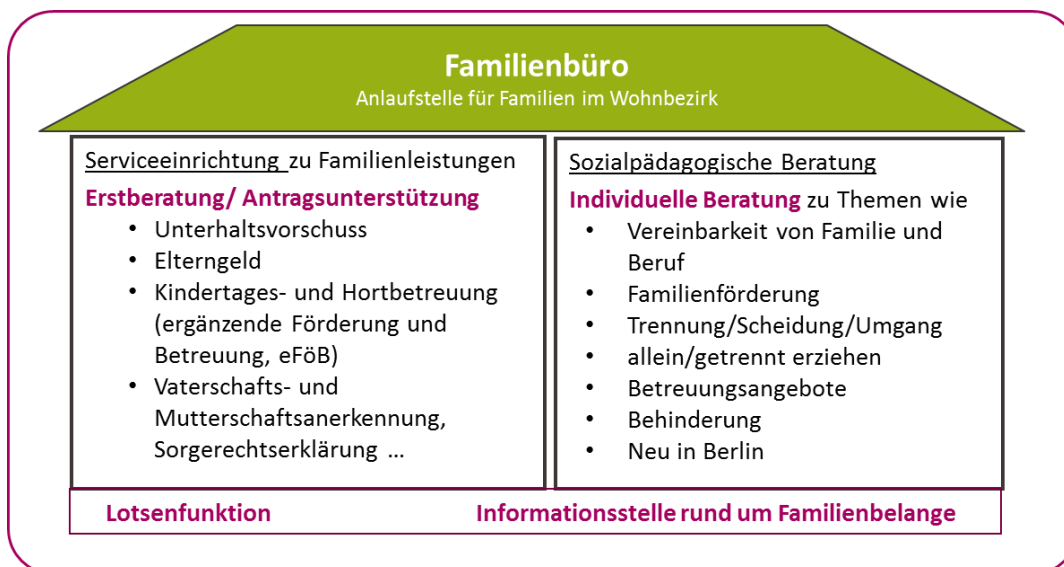 Familienbüro
Anlaufstelle für Familien im Wohnbezirk
Serviceeinrichtung zu Familienleistungen
Erstberatung/ Antragsunterstützung
• Unterhaltsvorschuss
• Elterngeld
• Kindertages- und Hortbetreuung
(ergänzende Förderung und
Betreuung, eFöB)
• Vaterschafts- und
Mutterschaftsanerkennung,
Sorgerechtserklärung ...
Sozialpädagogische Beratung
Individuelle Beratung zu Themen wie
• Vereinbarkeit von Familie und
Beruf
• Familienförderung
• Trennung/Scheidung/Umgang
• allein/getrennt erziehen
• Betreuungsangebote
• Behinderung
• Neu in Berlin
Lotsenfunktion
Informationsstelle rund um Familienbelange